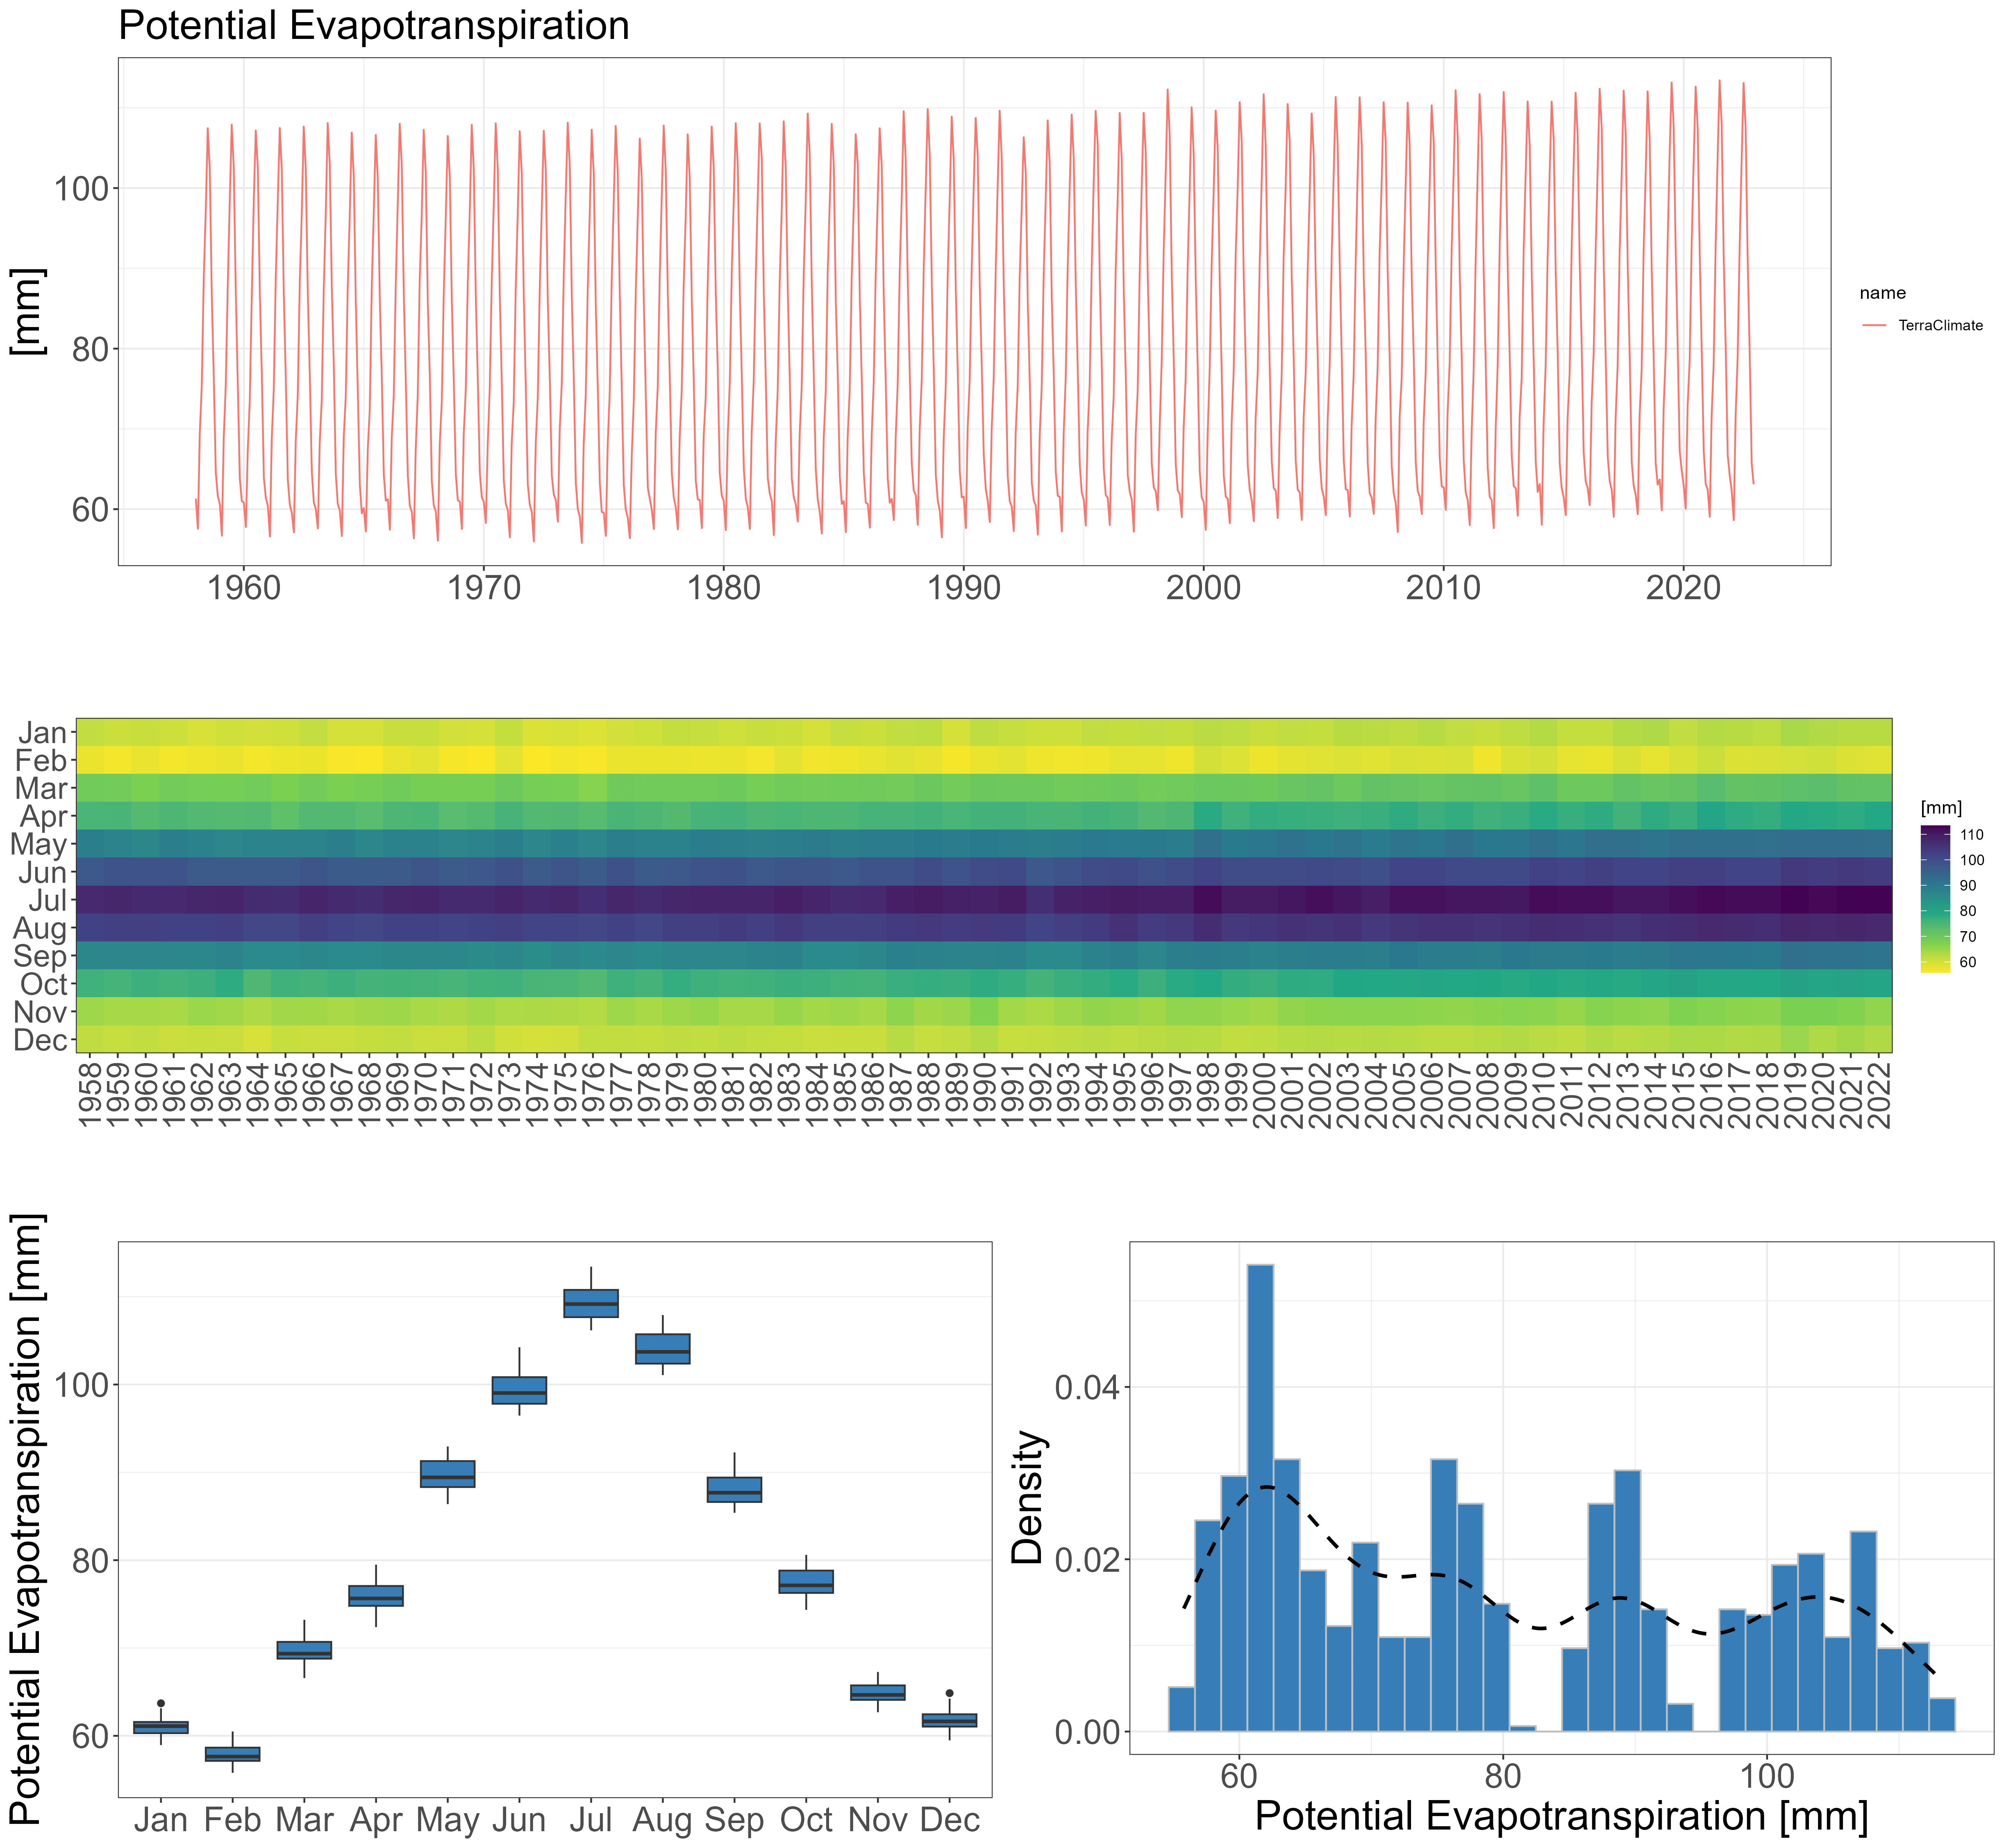 Potential Evapotranspiration
[mm]
100
80
60
1960 1970 1980 1990 2000 2010 2020
name
TerraClimate
Jan
Feb
Mar
Apr
May
Jun
Jul
Aug
Sep
Oct
Nov
Dec
1958 1959 1960 1961 1962 1963 1964 1965 1966 1967 1968 1969 1970 1971 1972 1973 1974 1975 1976 1977 1978 1979 1980 1981 1982 1983 1984 1985 1986 1987 1988 1989 1990 1991 1992 1993 1994 1995 1996 1997 1998 1999 2000 2001 2002 2003 2004 2005 2006 2007 2008 2009 2010 2011 2012 2013 2014 2015 2016 2017 2018 2019 2020 2021 2022
[mm]
110
100
90
80
70
60
Potential Evapotranspiration [mm]
100
80
60
Jan Feb Mar Apr May Jun Jul Aug Sep Oct Nov Dec
Density
0.04
0.02
0.00
60 80 100
Potential Evapotranspiration [mm]